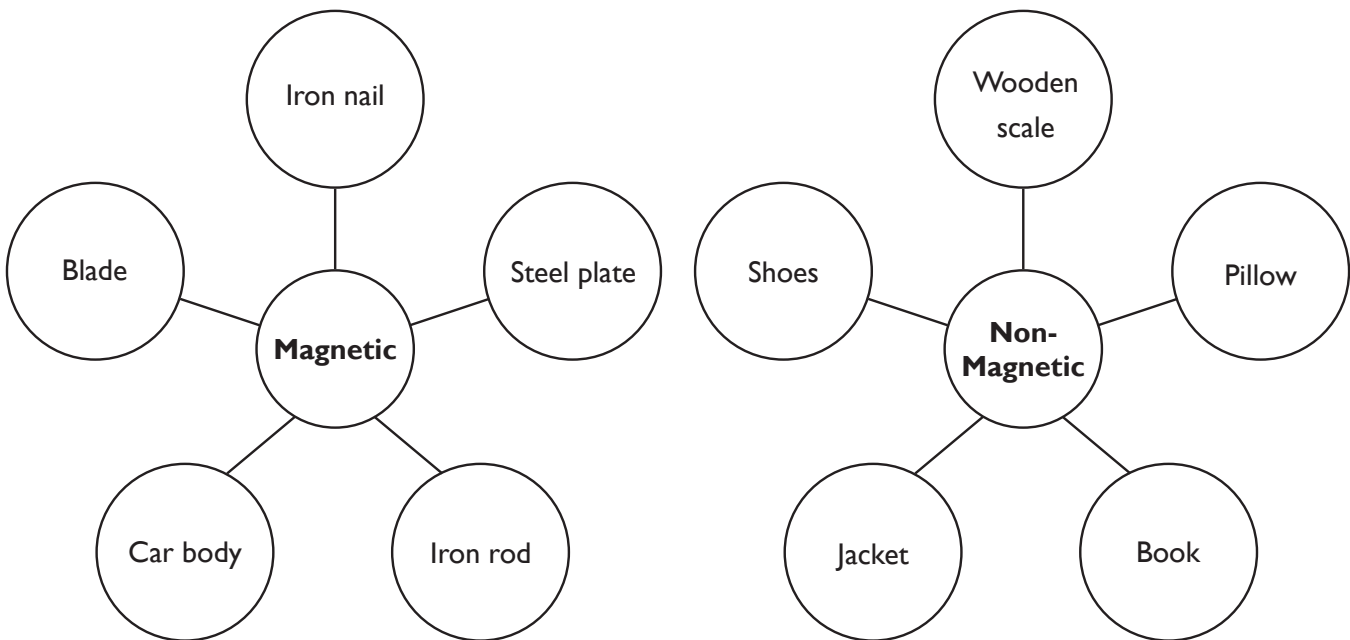 Iron nail
Blade
Steel plate
Magnetic
Car body
Iron rod
Wooden
scale
Shoes
Pillow
Non-
Magnetic
Jacket
Book